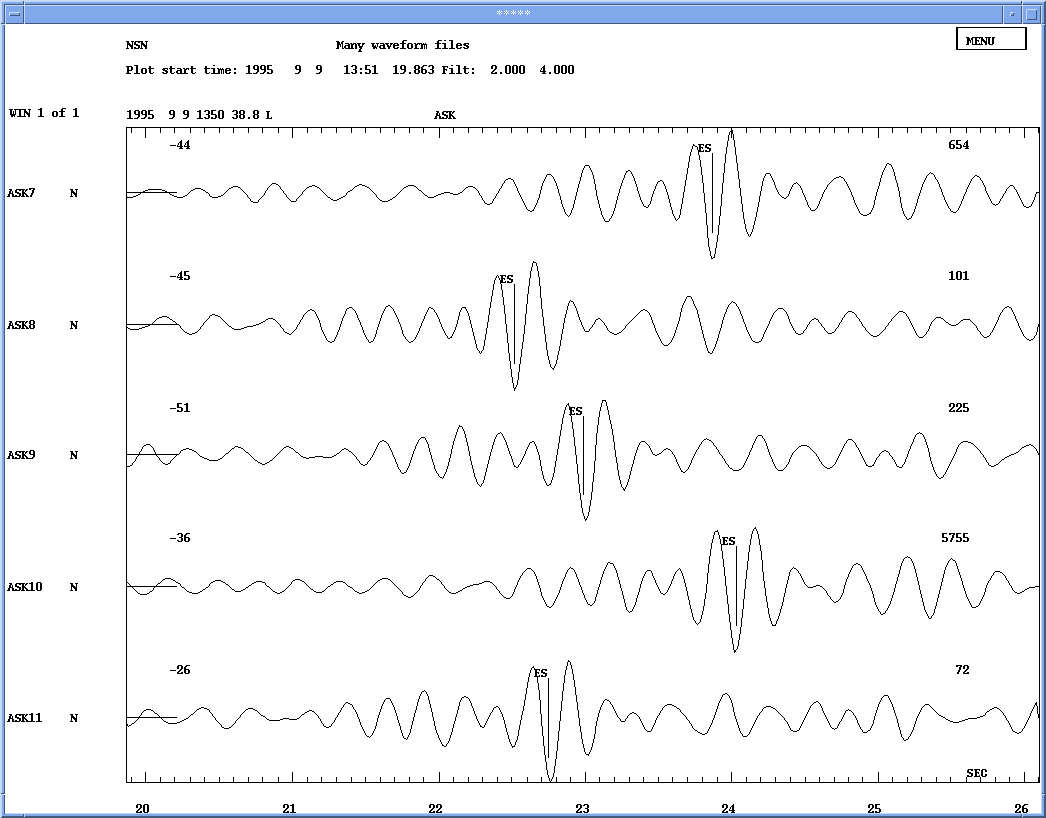 *****
NSN Many waveform files
MENU
Plot start time: 1995 9 9 13:51 19.863 Filt: 2.000 4.000
WIN 1 of 1 1995 9 9 1350 38.8 L ASK
-44 ES 654
ASK7 N
-45 ES 101
ASK8 N
-51 ES 225
ASK9 N
-36 ES 5755
ASK10 N
-26 ES 72
ASK11 N
SEC
20 21 22 23 24 25 26